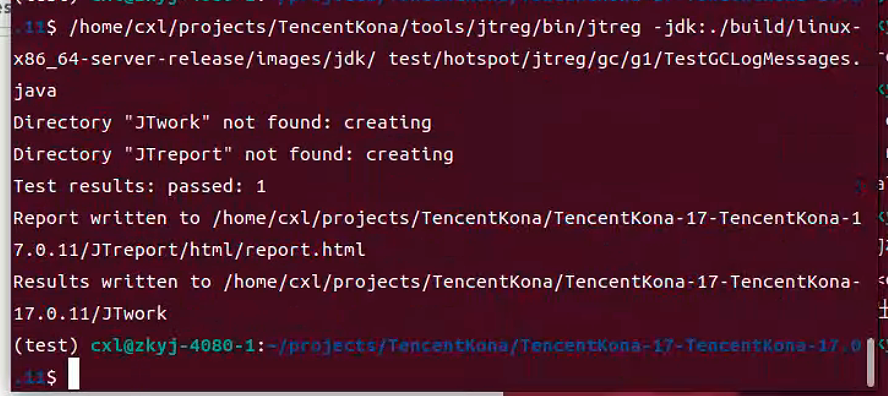 .11$ /home/cxl/projects/TencentKona/tools/jtreg/bin/jtreg -jdk:./build/linux-
x86_64-server-release/images/jdk/ test/hotspot/jtreg/gc/g1/TestGCLogMessages.
java
Directory "JTwork" not found: creating
Directory "JTreport" not found: creating
Test results: passed: 1
Report written to /home/cxl/projects/TencentKona/TencentKona-17-TencentKona-1
7.0.11/JTreport/html/report.html
Results written to /home/cxl/projects/TencentKona/TencentKona-17-TencentKona-
17.0.11/JTwork
(test) cxl@zkyj-4080-1:~/projects/TencentKona/TencentKona-17-TencentKona-17.0
.11$